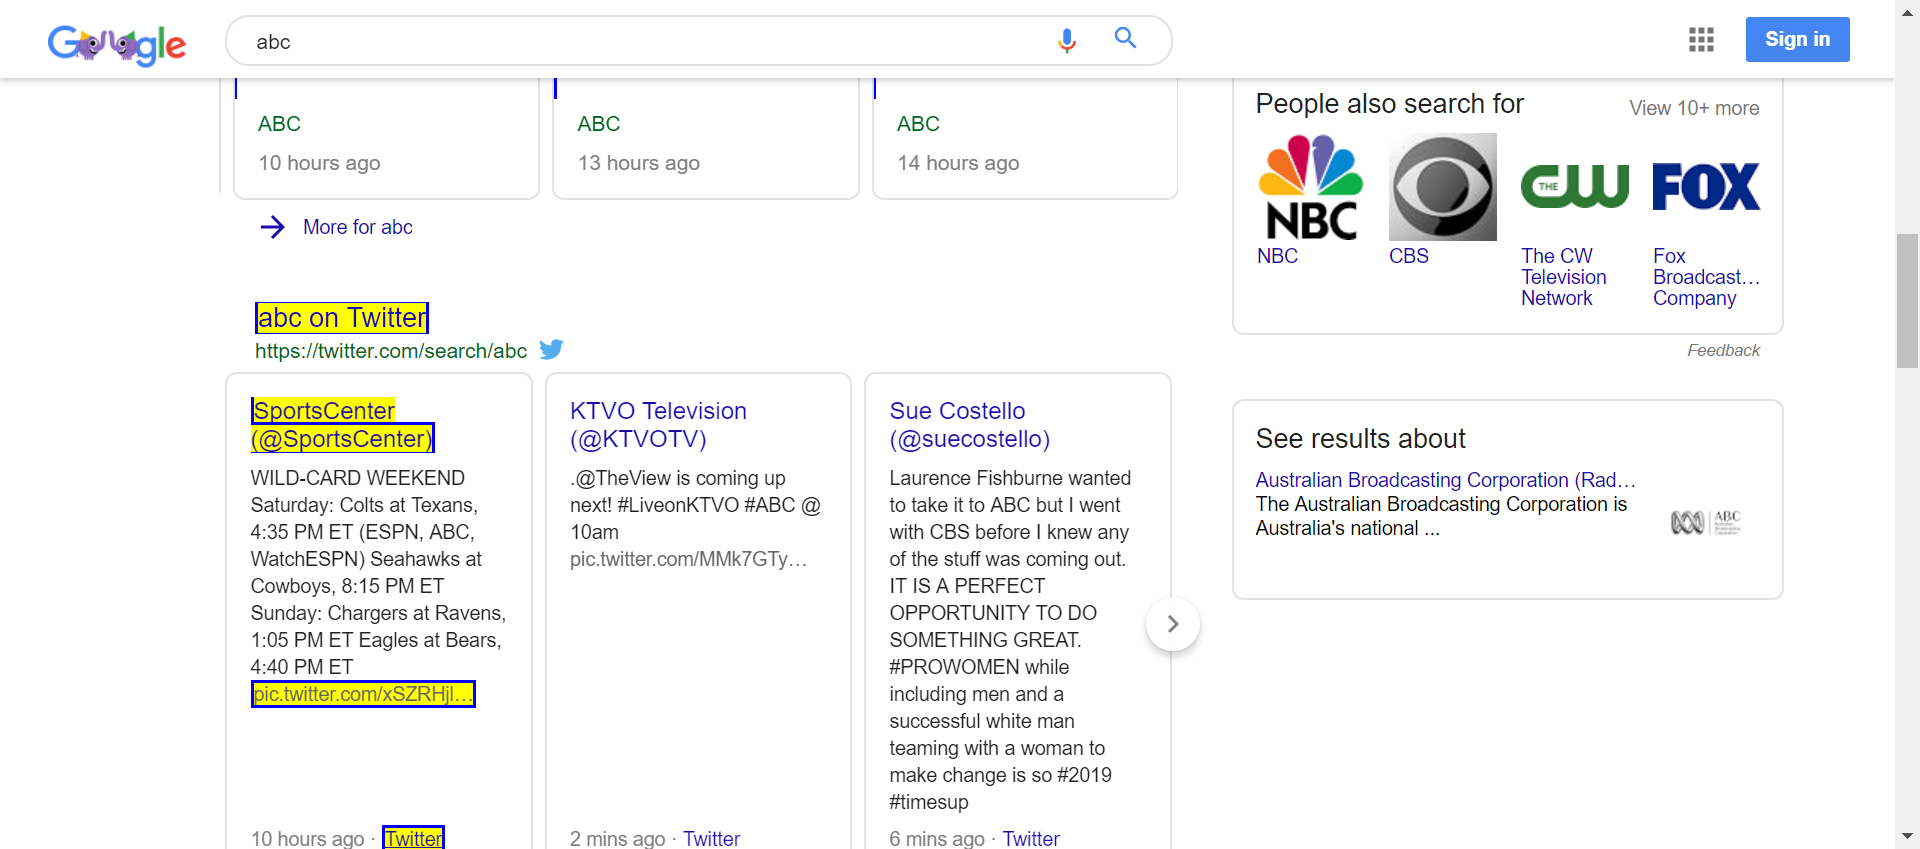 Google
abc
Sign in
ABC
10 hours ago
ABC
13 hours ago
ABC
14 hours ago
More for abc
abc on Twitter
https://twitter.com/search/abc
SportsCenter
(@SportsCenter)
WILD-CARD WEEKEND
Saturday: Colts at Texans,
4:35 PM ET (ESPN, ABC,
WatchESPN) Seahawks at
Cowboys, 8:15 PM ET
Sunday: Chargers at Ravens,
1:05 PM ET Eagles at Bears,
4:40 PM ET
pic.twitter.com/xSZRHjl…
10 hours ago · Twitter
KTVO Television
(@KTVOTV)
.@TheView is coming up
next! #LiveonKTVO #ABC @
10am
pic.twitter.com/MMk7GTy…
2 mins ago · Twitter
Sue Costello
(@suecostello)
Laurence Fishburne wanted
to take it to ABC but I went
with CBS before I knew any
of the stuff was coming out.
IT IS A PERFECT
OPPORTUNITY TO DO
SOMETHING GREAT.
#PROWOMEN while
including men and a
successful white man
teaming with a woman to
make change is so #2019
#timesup
6 mins ago · Twitter
People also search for
View 10+ more
NBC
THE CW
FOX
NBC
CBS
The CW
Television
Network
Fox
Broadcast…
Company
Feedback
See results about
Australian Broadcasting Corporation (Rad…
The Australian Broadcasting Corporation is
Australia's national ...
ABC